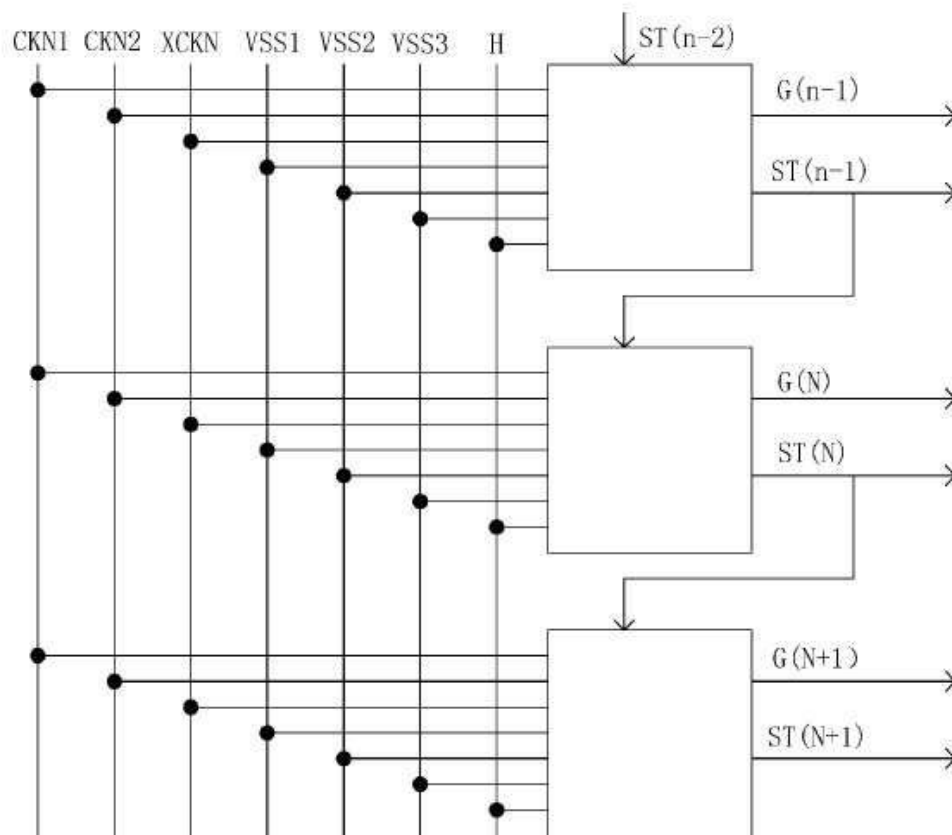 ST(n-2)
CKN1 CKN2 XCKN VSS1 VSS2 VSS3 H
G(n-1)
ST(n-1)
G(N)
ST(N)
G(N+1)
ST(N+1)